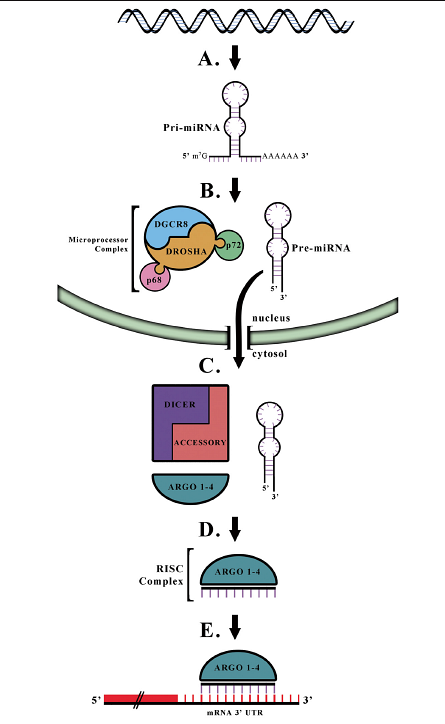 A.
Pri-miRNA
5' m⁷G
AAAAAA 3'
B.
Microprocessor
Complex
DGCR8
DROSHA
p72
p68
Pre-miRNA
5'
3'
nucleus
cytosol
C.
DICER
ACCESSORY
ARGO 1-4
5'
3'
D.
RISC
Complex
ARGO 1-4
E.
ARGO 1-4
5'
3'
mRNA 3' UTR